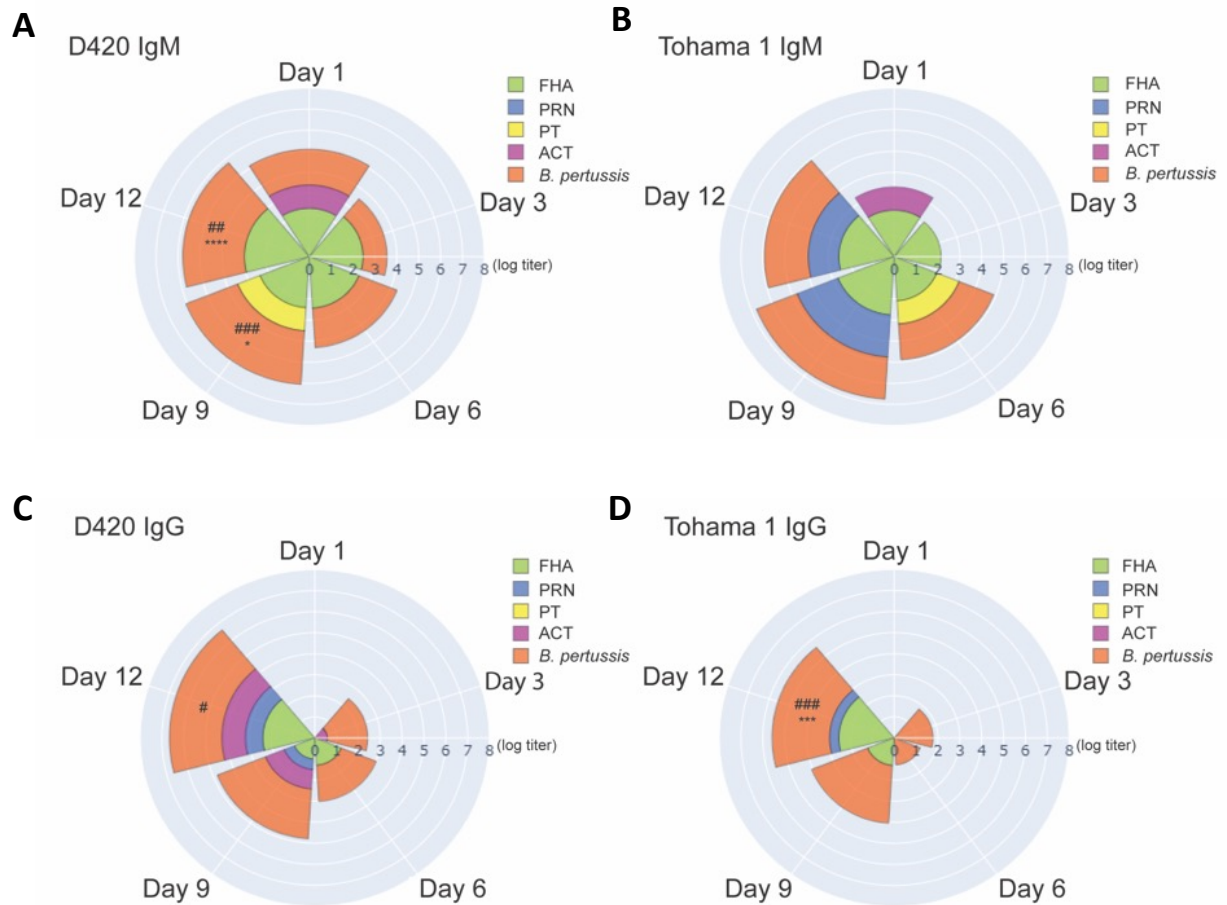 A
D420 IgM
Day 1
FHA
PRN
PT
ACT
B. pertussis
Day 12
Day 3
##
****
0 1 2 3 4 5 6 7 8 (log titer)
###
*
Day 9
Day 6
B
Tohama 1 IgM
Day 1
FHA
PRN
PT
ACT
B. pertussis
Day 12
Day 3
0 1 2 3 4 5 6 7 8 (log titer)
Day 9
Day 6
C
D420 IgG
Day 1
FHA
PRN
PT
ACT
B. pertussis
Day 12
Day 3
#
0 1 2 3 4 5 6 7 8 (log titer)
Day 9
Day 6
D
Tohama 1 IgG
Day 1
FHA
PRN
PT
ACT
B. pertussis
Day 12
Day 3
###
***
0 1 2 3 4 5 6 7 8 (log titer)
Day 9
Day 6